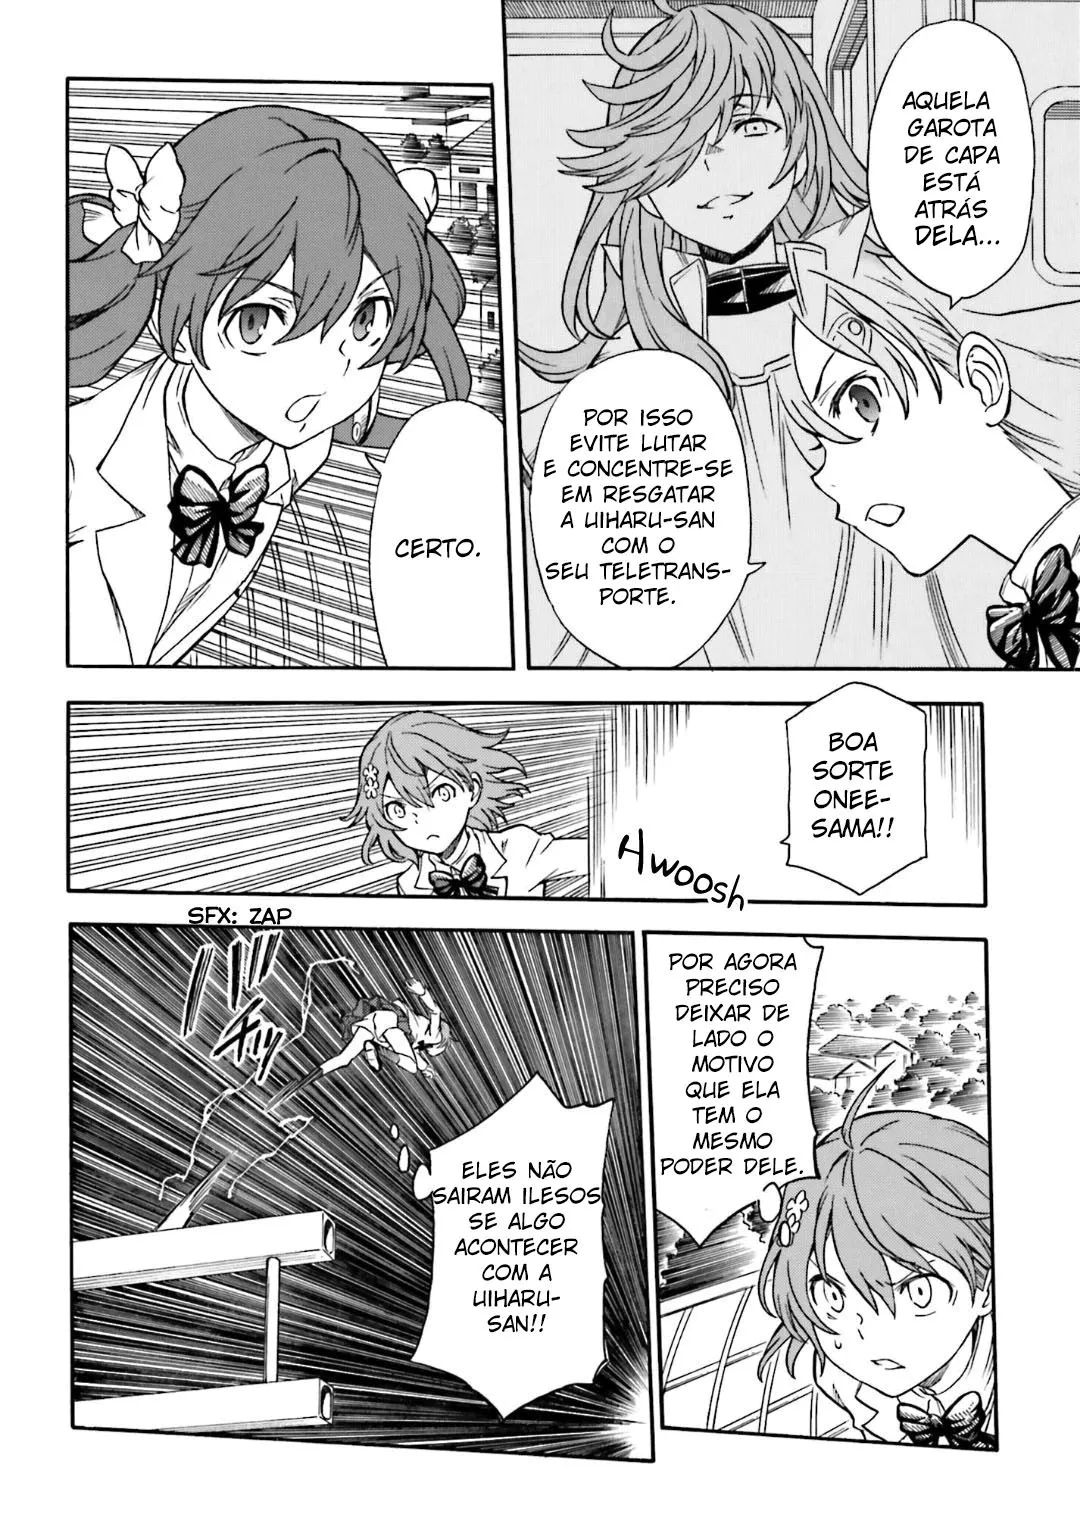 AQUELA
GAROTA
DE CAPA
ESTÁ
ATRÁS
DELA...
POR ISSO
EVITE LUTAR
E CONCENTRE-SE
EM RESGATAR
A UIHARU-SAN
COM O
SEU TELETRANS-
PORTE.
CERTO.
BOA
SORTE
ONEE-
SAMA!!
HWOOSH
POR AGORA
PRECISO
DEIXAR DE
LADO O
MOTIVO
QUE ELA
TEM O
MESMO
PODER DELE.
SFX: ZAP
ELES NÃO
SAIRAM ILESOS
SE ALGO
ACONTECER
COM A
UIHARU-
SAN!!